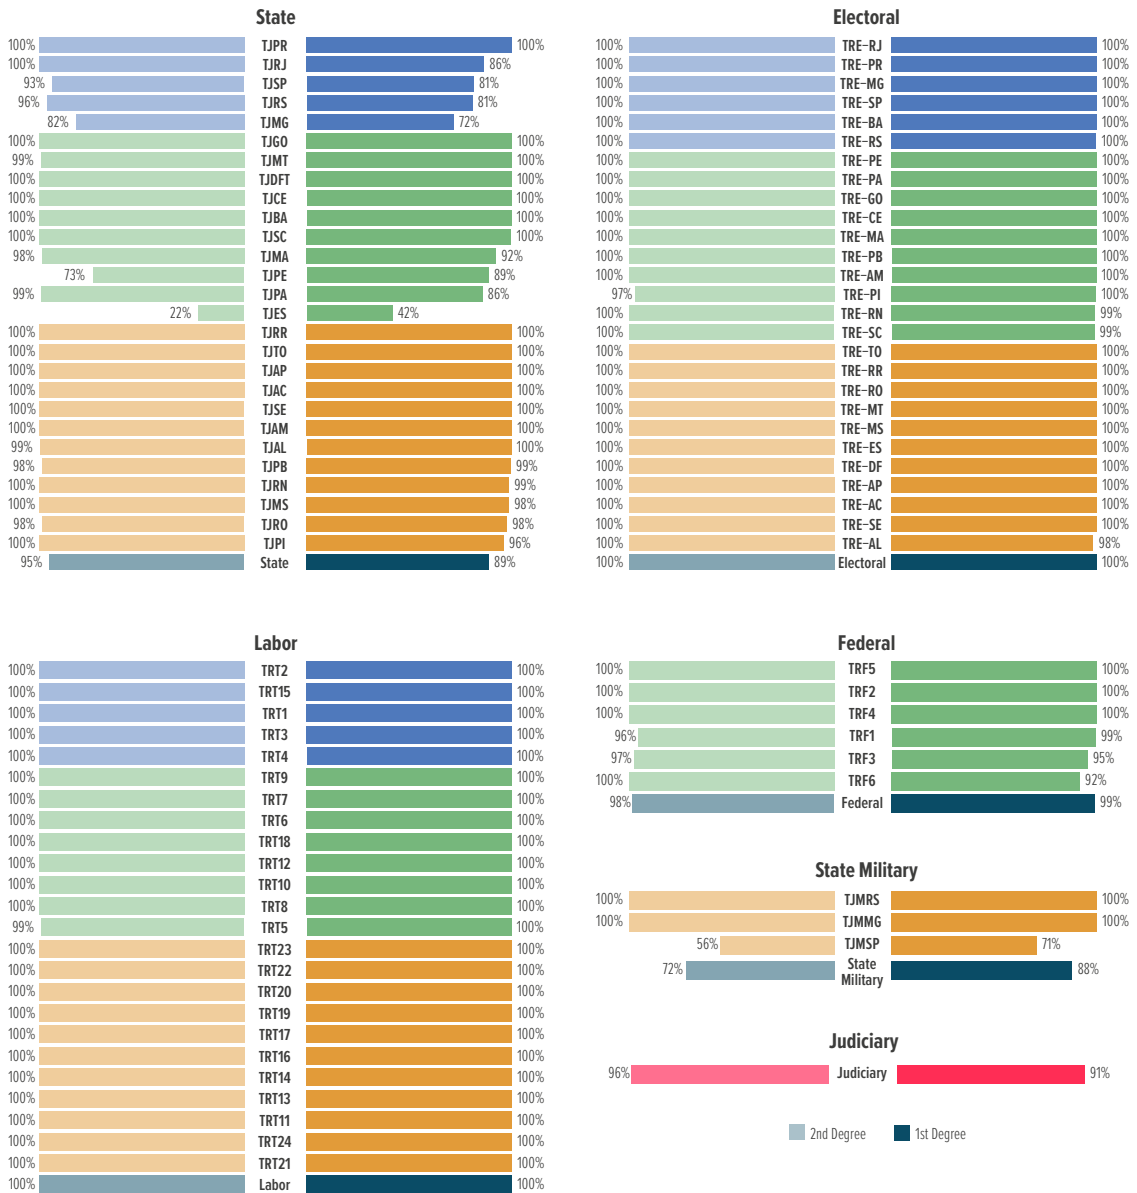 State
100% TJPR 100%
100% TJRJ 86%
93% TJSP 81%
96% TJRS 81%
82% TJMG 72%
100% TJGO 100%
99% TJMT 100%
100% TJDFT 100%
100% TJCE 100%
100% TJBA 100%
100% TJSC 100%
98% TJMA 92%
73% TJPE 89%
99% TJPA 86%
22% TJES 42%
100% TJRR 100%
100% TJTO 100%
100% TJAP 100%
100% TJAC 100%
100% TJSE 100%
100% TJAM 100%
99% TJAL 100%
98% TJPB 99%
100% TJRN 99%
100% TJMS 98%
98% TJRO 98%
100% TJPI 96%
95% State 89%
Electoral
100% TRE-RJ 100%
100% TRE-PR 100%
100% TRE-MG 100%
100% TRE-SP 100%
100% TRE-BA 100%
100% TRE-RS 100%
100% TRE-PE 100%
100% TRE-PA 100%
100% TRE-GO 100%
100% TRE-CE 100%
100% TRE-MA 100%
100% TRE-PB 100%
100% TRE-AM 100%
97% TRE-PI 100%
100% TRE-RN 99%
100% TRE-SC 99%
100% TRE-TO 100%
100% TRE-RR 100%
100% TRE-RO 100%
100% TRE-MT 100%
100% TRE-MS 100%
100% TRE-ES 100%
100% TRE-DF 100%
100% TRE-AP 100%
100% TRE-AC 100%
100% TRE-SE 100%
100% TRE-AL 98%
100% Electoral 100%
Labor
100% TRT2 100%
100% TRT15 100%
100% TRT1 100%
100% TRT3 100%
100% TRT4 100%
100% TRT9 100%
100% TRT7 100%
100% TRT6 100%
100% TRT18 100%
100% TRT12 100%
100% TRT10 100%
100% TRT8 100%
99% TRT5 100%
100% TRT23 100%
100% TRT22 100%
100% TRT20 100%
100% TRT19 100%
100% TRT17 100%
100% TRT16 100%
100% TRT14 100%
100% TRT13 100%
100% TRT11 100%
100% TRT24 100%
100% TRT21 100%
100% Labor 100%
Federal
100% TRF5 100%
100% TRF2 100%
100% TRF4 100%
96% TRF1 99%
97% TRF3 95%
100% TRF6 92%
98% Federal 99%
State Military
100% TJMRS 100%
100% TJMMG 100%
56% TJMSP 71%
72% State 88%
Military
Judiciary
96% Judiciary 91%
2nd Degree 1st Degree